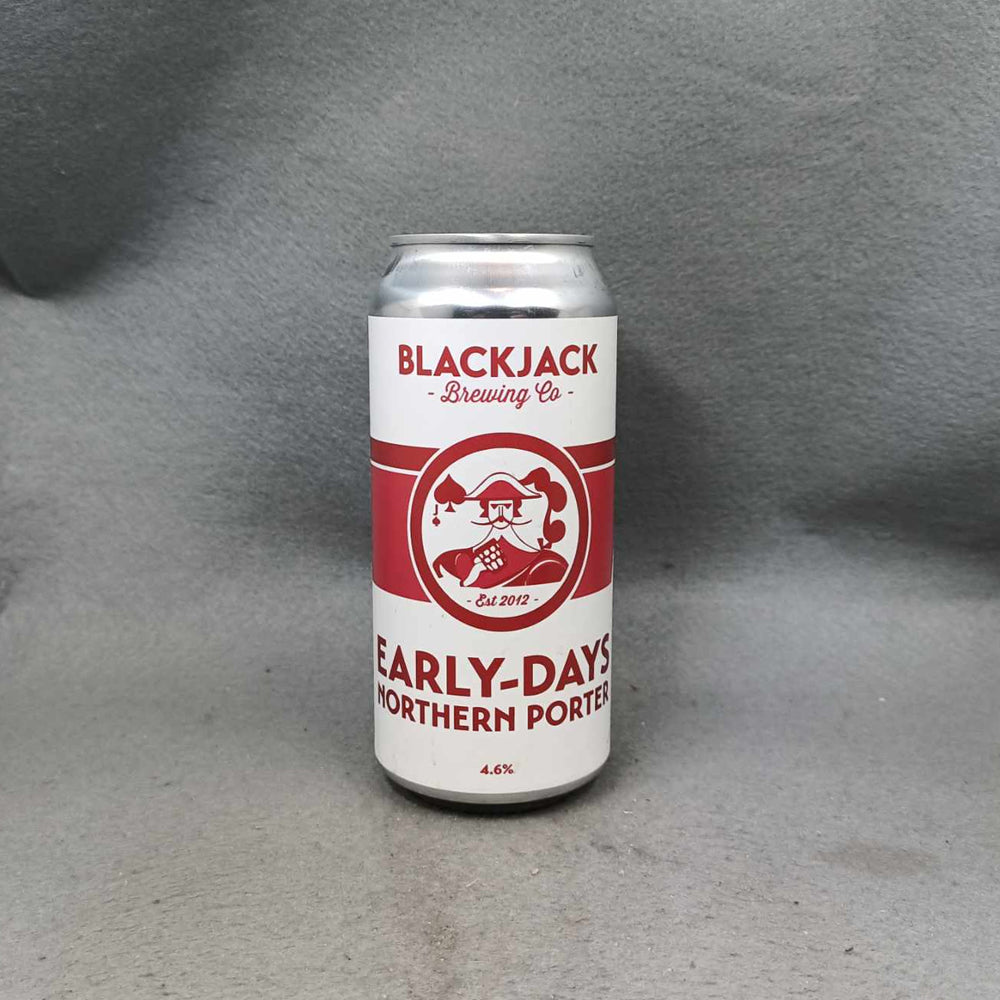 BLACKJACK
- Brewing Co -
J
- Est 2012 -
EARLY-DAYS
NORTHERN PORTER
4.6%